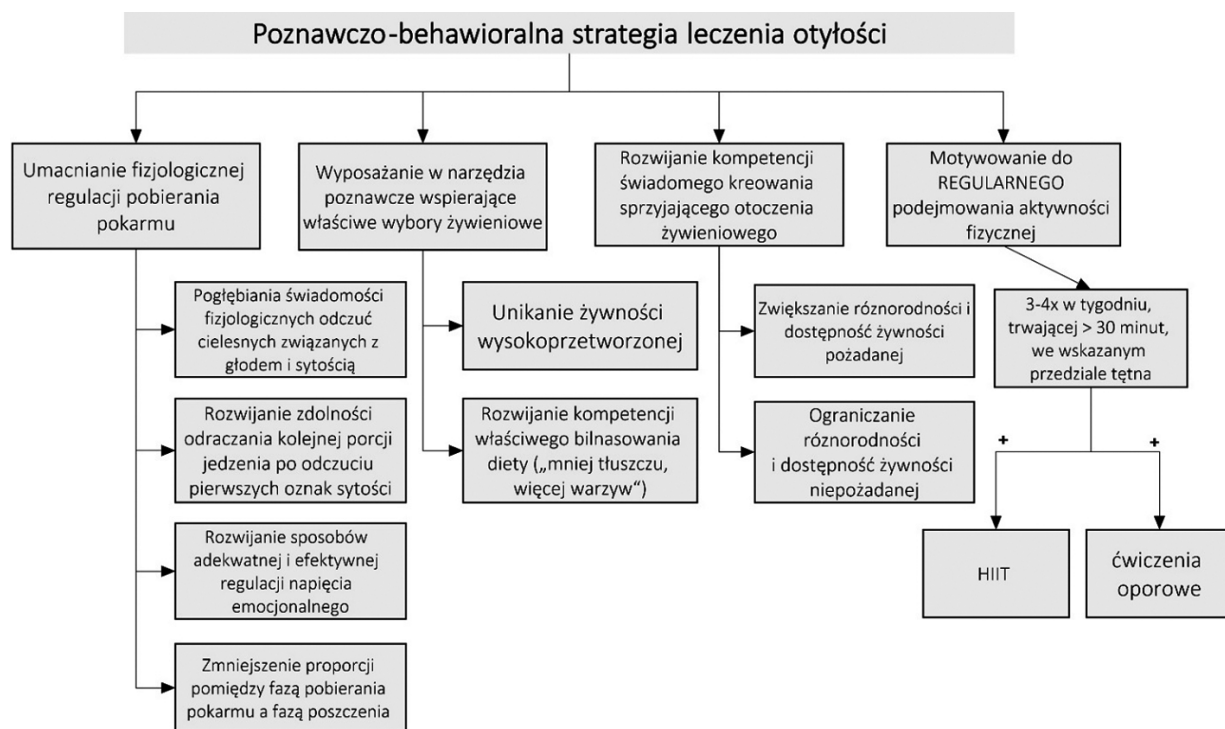 Poznawczo-behawioralna strategia leczenia otyłości
Umacnianie fizjologicznej
regulacji pobierania
pokarmu
Pogłębiania świadomości
fizjologicznych odczuć
cielesnych związanych z
głodem i sytością
Rozwijanie zdolności
odraczania kolejnej porcji
jedzenia po odczuciu
pierwszych oznak sytości
Rozwijanie sposobów
adekwatnej i efektywnej
regulacji napięcia
emocjonalnego
Zmniejszenie proporcji
pomiędzy fazą pobierania
pokarmu a fazą poszczenia
Wyposażanie w narzędzia
poznawcze wspierające
właściwe wybory żywieniowe
Unikanie żywności
wysokoprzetworzonej
Rozwijanie kompetencji
właściwego bilnasowania
diety („mniej tłuszczu,
więcej warzyw“)
Rozwijanie kompetencji
świadomego kreowania
sprzyjającego otoczenia
żywieniowego
Zwiększanie róznorodności i
dostępność żywności
pożadanej
Ograniczanie
róznorodności
i dostępność żywności
niepożadanej
Motywowanie do
REGULARNEGO
podejmowania aktywności
fizycznej
3-4x w tygodniu,
trwającej > 30 minut,
we wskazanym
przedziale tętna
+
+
HIIT
ćwiczenia
oporowe